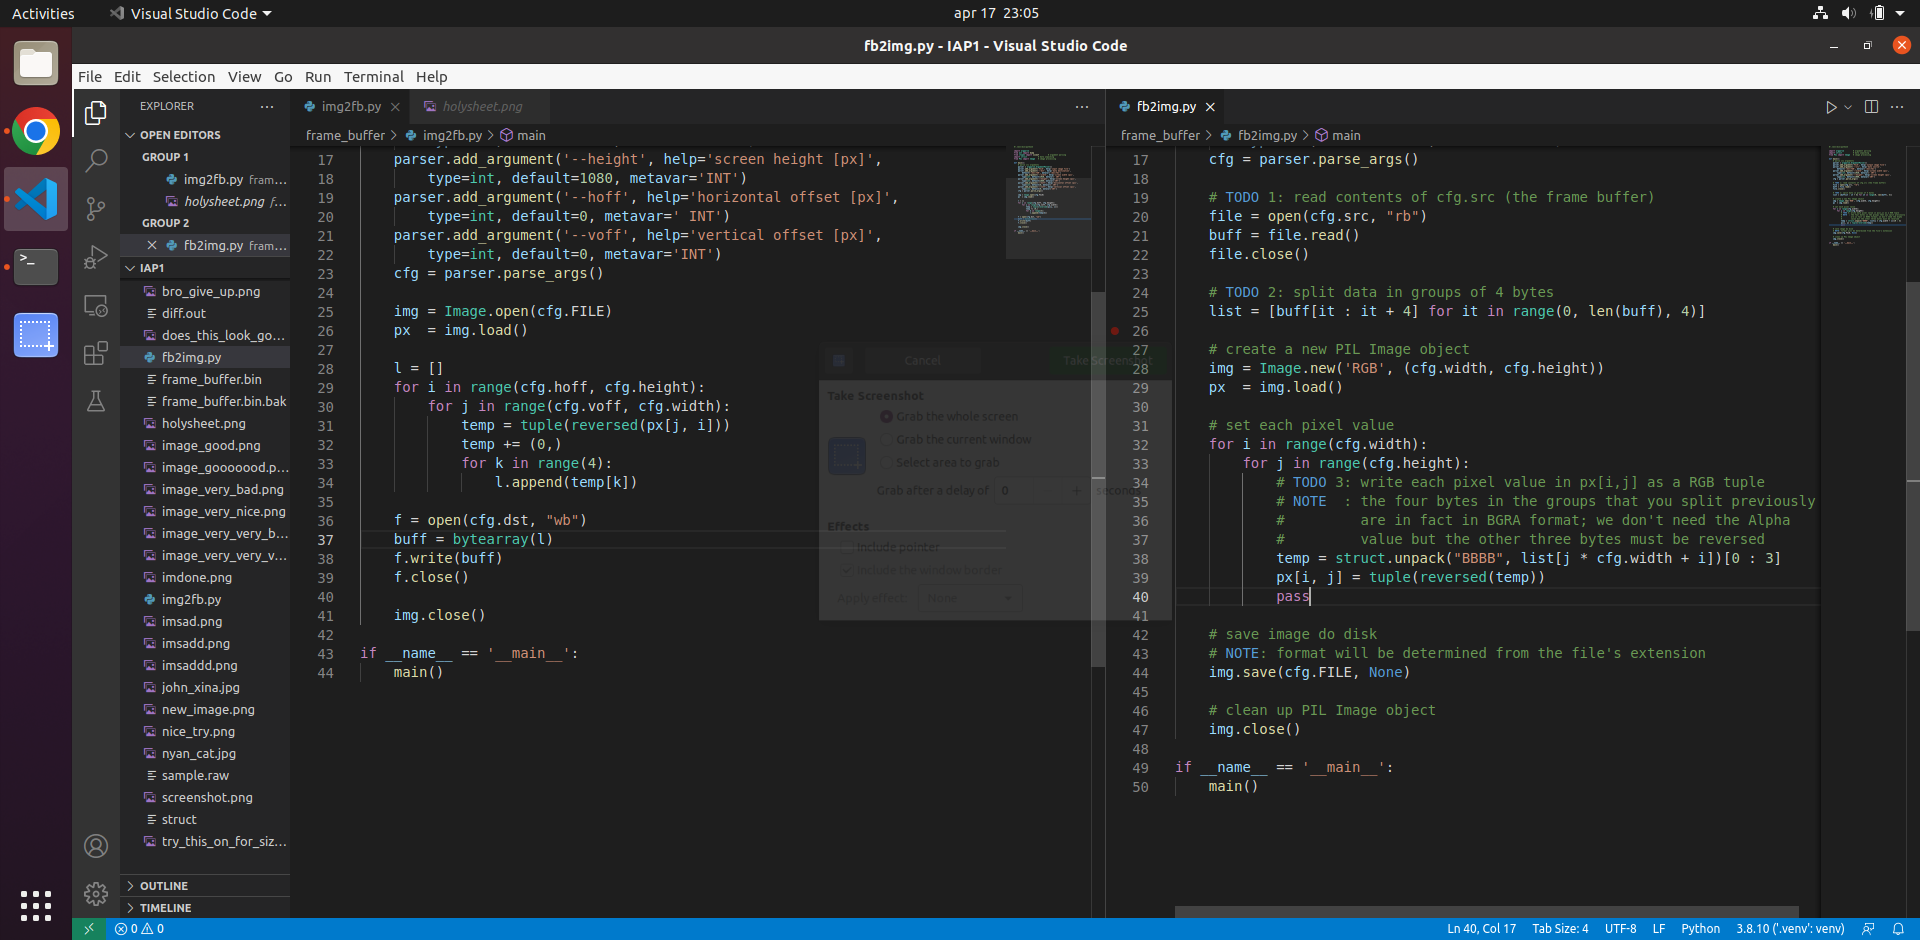 Activities
Visual Studio Code
apr 17 23:05
fb2img.py - IAP1 - Visual Studio Code
File Edit Selection View Go Run Terminal Help
EXPLORER
OPEN EDITORS
GROUP 1
img2fb.py fram...
holysheet.png /...
GROUP 2
fb2img.py fram...
IAP1
bro_give_up.png
diff.out
does_this_look_go...
fb2img.py
frame_buffer.bin
frame_buffer.bin.bak
holysheet.png
image_good.png
image_gooooood.p...
image_very_bad.png
image_very_nice.png
image_very_very_b...
image_very_very_v...
imdone.png
img2fb.py
imsad.png
imsadd.png
imsaddd.png
john_xina.jpg
new_image.png
nice_try.png
nyan_cat.jpg
sample.raw
screenshot.png
struct
try_this_on_for_siz...
OUTLINE
TIMELINE
img2fb.py
holysheet.png
frame_buffer > img2fb.py > main
17 parser.add_argument('--height', help='screen height [px]',
18 type=int, default=1080, metavar='INT')
19 parser.add_argument('--hoff', help='horizontal offset [px]',
20 type=int, default=0, metavar=' INT')
21 parser.add_argument('--voff', help='vertical offset [px]',
22 type=int, default=0, metavar='INT')
23 cfg = parser.parse_args()
24
25 img = Image.open(cfg.FILE)
26 px  = img.load()
27
28 l = []
29 for i in range(cfg.hoff, cfg.height):
30 for j in range(cfg.voff, cfg.width):
31 temp = tuple(reversed(px[j, i]))
32 temp += (0,)
33 for k in range(4):
34 l.append(temp[k])
35
36 f = open(cfg.dst, "wb")
37 buff = bytearray(l)
38 f.write(buff)
39 f.close()
40
41 img.close()
42
43 if __name__ == '__main__':
44 main()
Cancel
Take Screenshot
Take Screenshot
Grab the whole screen
Grab the current window
Select area to grab
Grab after a delay of 0 + seconds
Effects
Include pointer
Include the window border
Apply effect: None
fb2img.py
frame_buffer > fb2img.py > main
17 cfg = parser.parse_args()
18
19 # TODO 1: read contents of cfg.src (the frame buffer)
20 file = open(cfg.src, "rb")
21 buff = file.read()
22 file.close()
23
24 # TODO 2: split data in groups of 4 bytes
25 list = [buff[it : it + 4] for it in range(0, len(buff), 4)]
26
27 # create a new PIL Image object
28 img = Image.new('RGB', (cfg.width, cfg.height))
29 px  = img.load()
30
31 # set each pixel value
32 for i in range(cfg.width):
33 for j in range(cfg.height):
34 # TODO 3: write each pixel value in px[i,j] as a RGB tuple
35 # NOTE  : the four bytes in the groups that you split previously
36 #         are in fact in BGRA format; we don't need the Alpha
37 #         value but the other three bytes must be reversed
38 temp = struct.unpack("BBBB", list[j * cfg.width + i])[0 : 3]
39 px[i, j] = tuple(reversed(temp))
40 pass
41
42 # save image do disk
43 # NOTE: format will be determined from the file's extension
44 img.save(cfg.FILE, None)
45
46 # clean up PIL Image object
47 img.close()
48
49 if __name__ == '__main__':
50 main()
0 0
Ln 40, Col 17 Tab Size: 4 UTF-8 LF Python 3.8.10 ('.venv': venv)